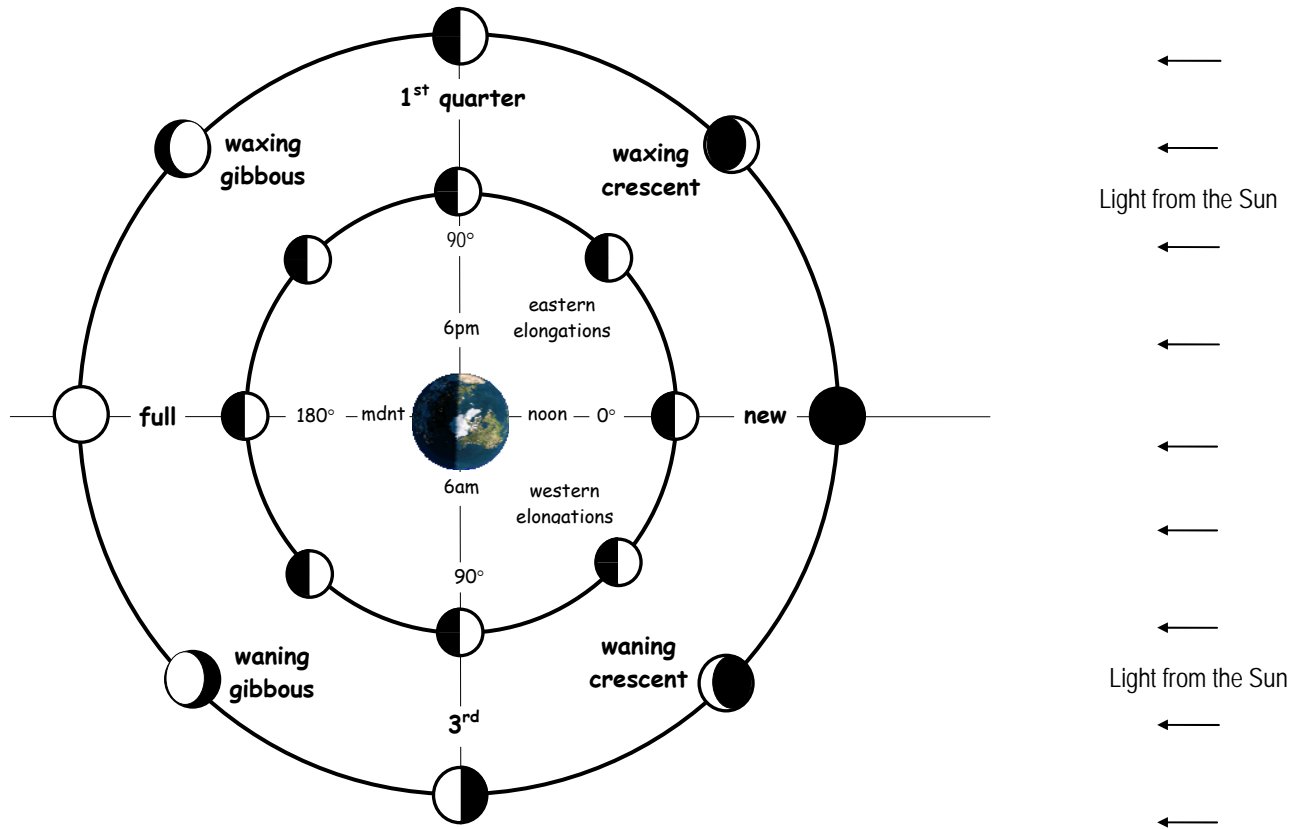 1st quarter
waxing
gibbous
waxing
crescent
Light from the Sun
90°
eastern
elongations
6pm
full
180°
mdnt
noon
0°
new
6am
western
elongations
90°
waning
gibbous
waning
crescent
Light from the Sun
3rd